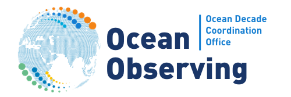 Ocean
Observing
Ocean Decade
Coordination
Office